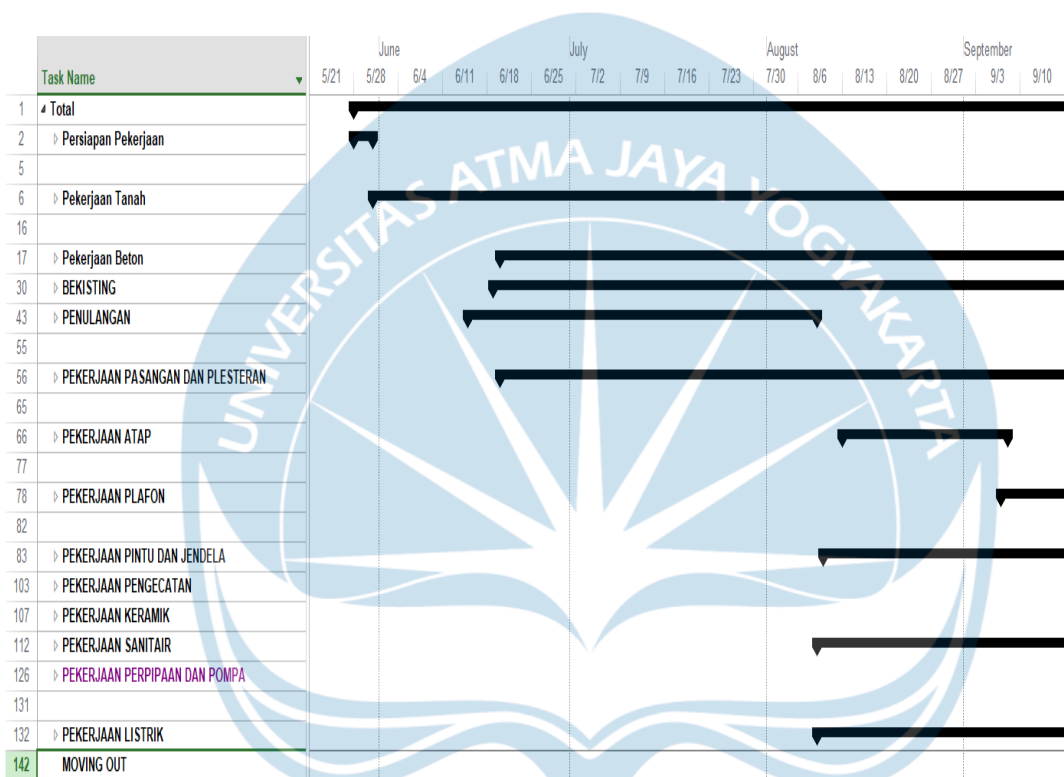 June July August September
Task Name 5/21 5/28 6/4 6/11 6/18 6/25 7/2 7/9 7/16 7/23 7/30 8/6 8/13 8/20 8/27 9/3 9/10
1 Total
2 Persiapan Pekerjaan
5
6 Pekerjaan Tanah
16
17 Pekerjaan Beton
30 BEKISTING
43 PENULANGAN
55
56 PEKERJAAN PASANGAN DAN PLESTERAN
65
66 PEKERJAAN ATAP
77
78 PEKERJAAN PLAFON
82
83 PEKERJAAN PINTU DAN JENDELA
103 PEKERJAAN PENGECATAN
107 PEKERJAAN KERAMIK
112 PEKERJAAN SANITAIR
126 PEKERJAAN PERPIPAAN DAN POMPA
131
132 PEKERJAAN LISTRIK
142 MOVING OUT
UNIVERSITAS ATMA JAYA YOGYAKARTA